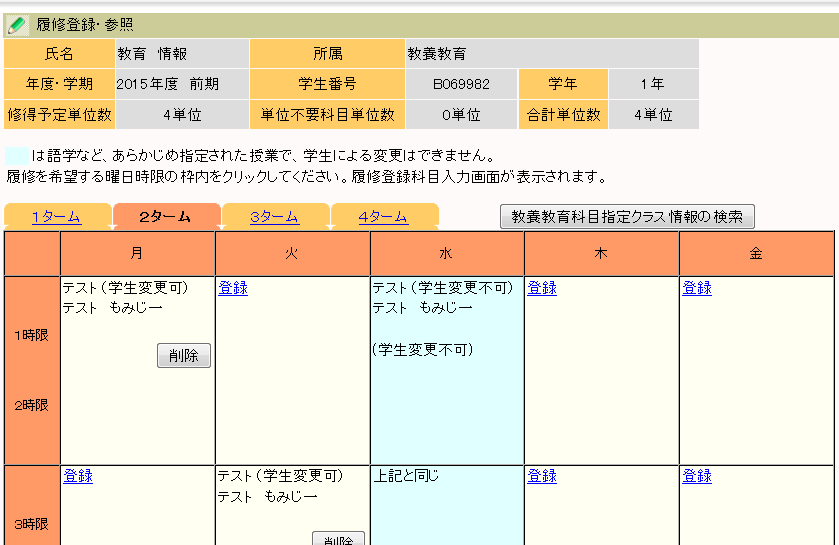 履修登録・参照
氏名 教育 情報 所属 教養教育
年度・学期 2015年度 前期 学生番号 B069982 学年 1年
修得予定単位数 4単位 単位不要科目単位数 0単位 合計単位数 4単位
は語学など、あらかじめ指定された授業で、学生による変更はできません。
履修を希望する曜日時限の枠内をクリックしてください。履修登録科目入力画面が表示されます。
1ターム 2ターム 3ターム 4ターム 教養教育科目指定クラス情報の検索
月 火 水 木 金
テスト(学生変更可) 登録 テスト(学生変更不可) 登録 登録
テスト もみじ一 テスト もみじ一
1時限
(学生変更不可)
削除
2時限
登録 テスト(学生変更可) 上記と同じ 登録 登録
テスト もみじ一
3時限
削除